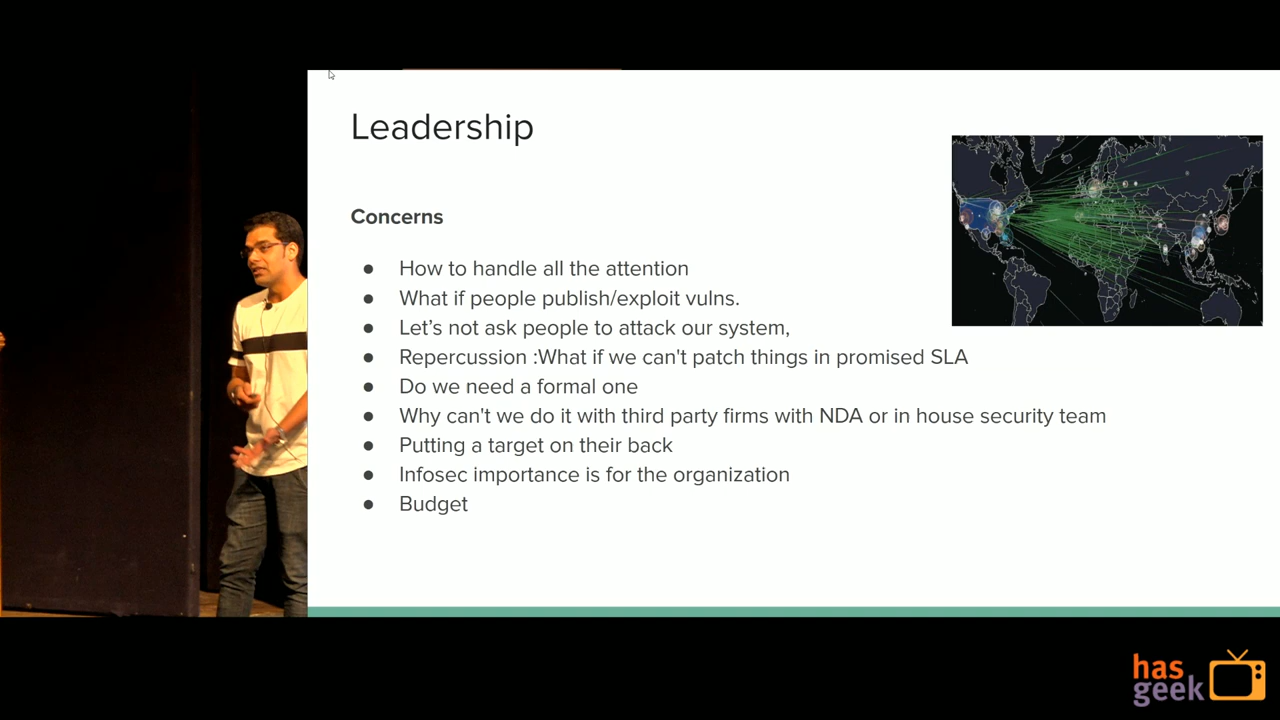 Leadership
Concerns
● How to handle all the attention
● What if people publish/exploit vulns.
● Let’s not ask people to attack our system,
● Repercussion :What if we can't patch things in promised SLA
● Do we need a formal one
● Why can't we do it with third party firms with NDA or in house security team
● Putting a target on their back
● Infosec importance is for the organization
● Budget
has
geek